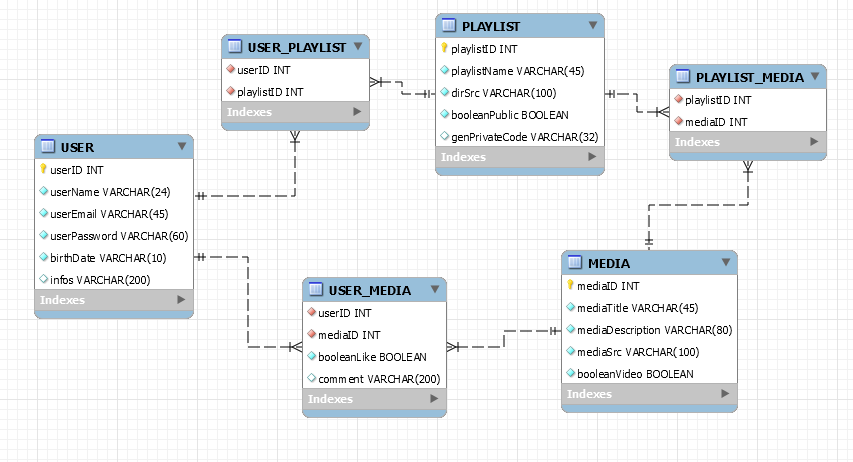 USER_PLAYLIST
userID INT
playlistID INT
Indexes
PLAYLIST
playlistID INT
playlistName VARCHAR(45)
dirSrc VARCHAR(100)
booleanPublic BOOLEAN
genPrivateCode VARCHAR(32)
Indexes
PLAYLIST_MEDIA
playlistID INT
mediaID INT
Indexes
USER
userID INT
userName VARCHAR(24)
userEmail VARCHAR(45)
userPassword VARCHAR(60)
birthDate VARCHAR(10)
infos VARCHAR(200)
Indexes
USER_MEDIA
userID INT
mediaID INT
booleanLike BOOLEAN
comment VARCHAR(200)
Indexes
MEDIA
mediaID INT
mediaTitle VARCHAR(45)
mediaDescription VARCHAR(80)
mediaSrc VARCHAR(100)
booleanVideo BOOLEAN
Indexes